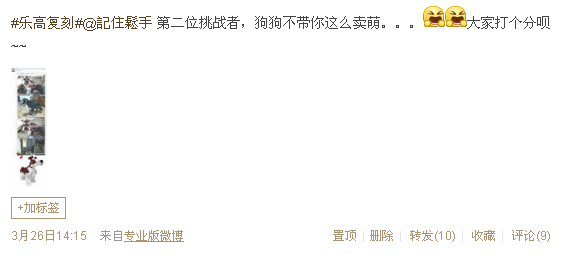 #乐高复刻#@記住鬆手 第二位挑战者，狗狗不带你这么卖萌。。。大家打个分呗
~~
+加标签
3月26日14:15 来自专业版微博 置顶 | 删除 | 转发(10) | 收藏 | 评论(9)